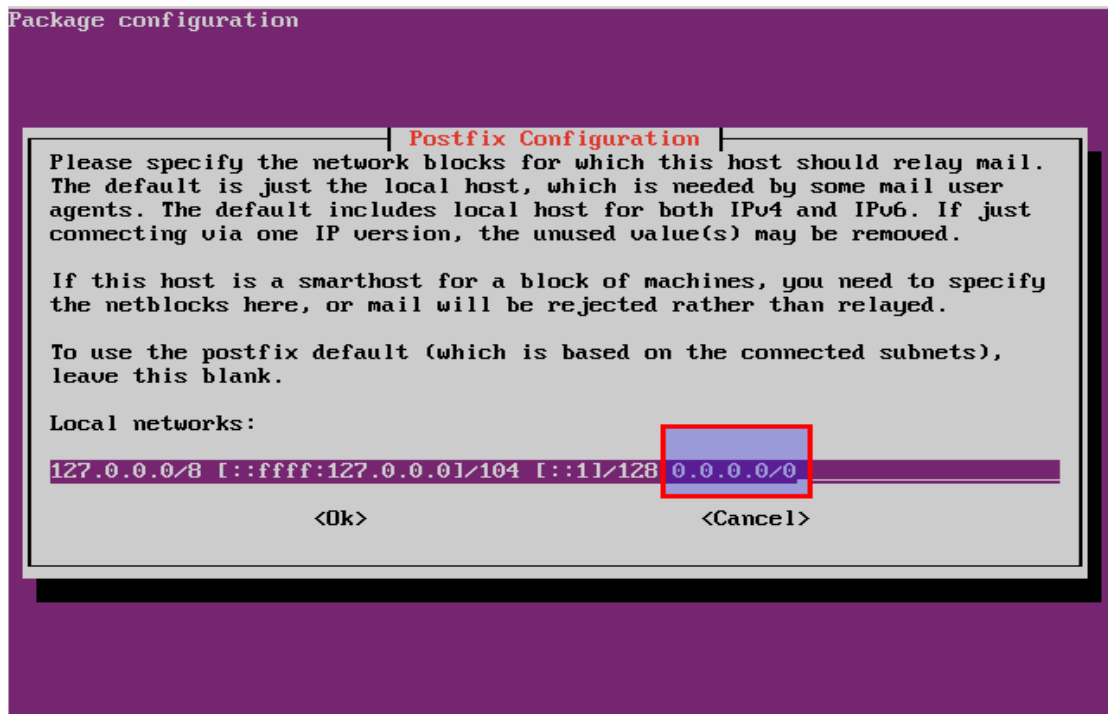 Package configuration
Postfix Configuration
Please specify the network blocks for which this host should relay mail.
The default is just the local host, which is needed by some mail user
agents. The default includes local host for both IPv4 and IPv6. If just
connecting via one IP version, the unused value(s) may be removed.
If this host is a smarthost for a block of machines, you need to specify
the netblocks here, or mail will be rejected rather than relayed.
To use the postfix default (which is based on the connected subnets),
leave this blank.
Local networks:
127.0.0.0/8 [::ffff:127.0.0.0]/104 [::1]/128 0.0.0.0/0
<Ok> <Cancel>